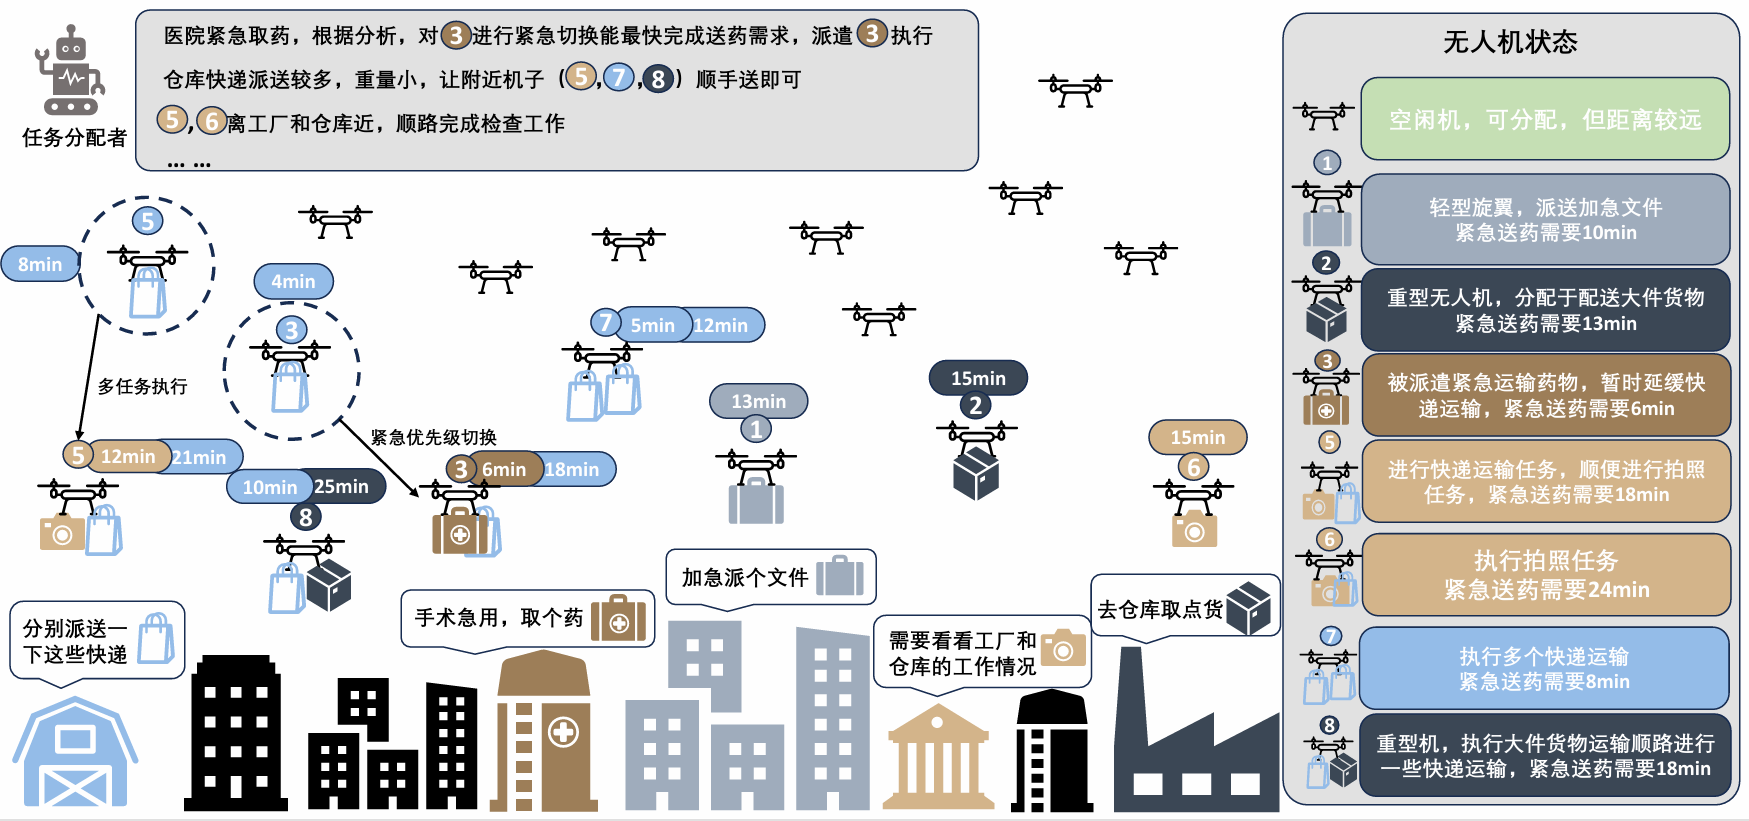 医院紧急取药，根据分析，对3进行紧急切换能最快完成送药需求，派遣3执行
仓库快递派送较多，重量小，让附近机子（5,7,8）顺手送即可
5,6离工厂和仓库近，顺路完成检查工作
... ...
任务分配者
5
8min
多任务执行
4min
3
紧急优先级切换
5
12min
21min
10min
25min
8
3
6min
18min
7
5min
12min
13min
1
15min
2
15min
6
分别派送一
下这些快递
手术急用，取个药
加急派个文件
需要看看工厂和
仓库的工作情况
去仓库取点货
无人机状态
空闲机，可分配，但距离较远
1
轻型旋翼，派送加急文件
紧急送药需要10min
2
重型无人机，分配于配送大件货物
紧急送药需要13min
3
被派遣紧急运输药物，暂时延缓快
递运输，紧急送药需要6min
5
进行快递运输任务，顺便进行拍照
任务，紧急送药需要18min
6
执行拍照任务
紧急送药需要24min
7
执行多个快递运输
紧急送药需要8min
8
重型机，执行大件货物运输顺路进行
一些快递运输，紧急送药需要18min